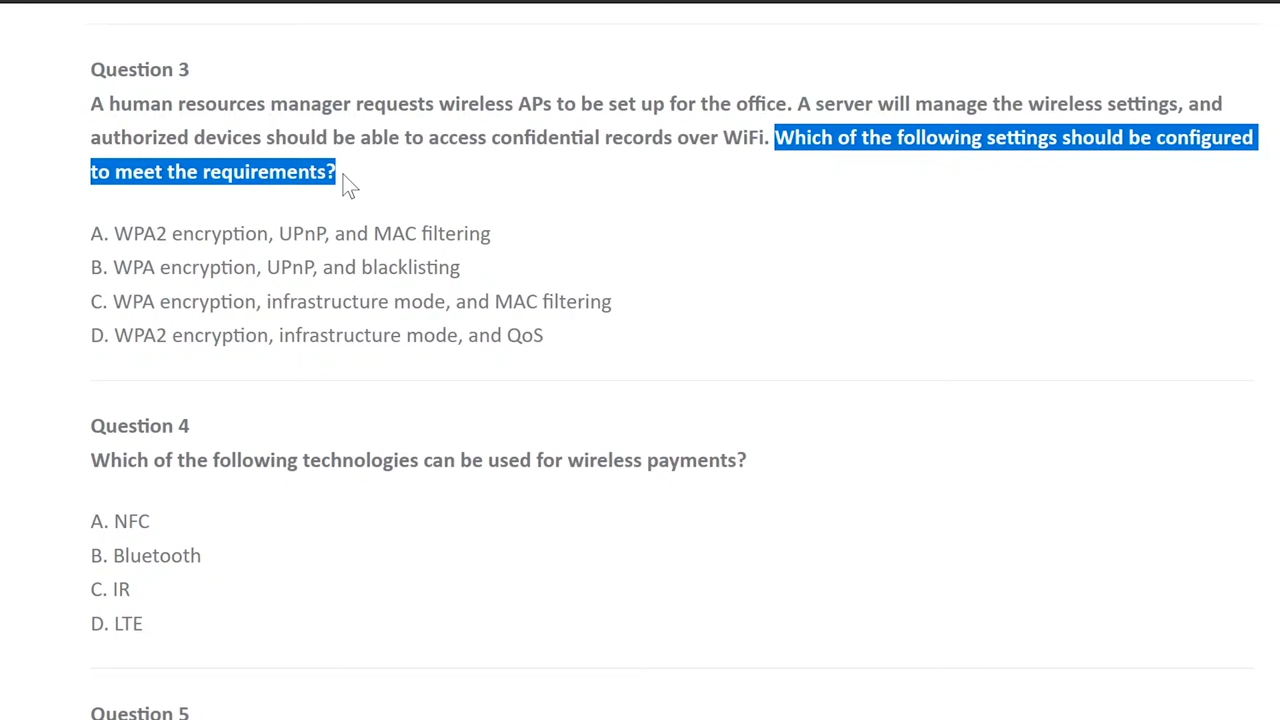 Question 3
A human resources manager requests wireless APs to be set up for the office. A server will manage the wireless settings, and
authorized devices should be able to access confidential records over WiFi. Which of the following settings should be configured
to meet the requirements?
A. WPA2 encryption, UPnP, and MAC filtering
B. WPA encryption, UPnP, and blacklisting
C. WPA encryption, infrastructure mode, and MAC filtering
D. WPA2 encryption, infrastructure mode, and QoS
Question 4
Which of the following technologies can be used for wireless payments?
A. NFC
B. Bluetooth
C. IR
D. LTE
Question 5